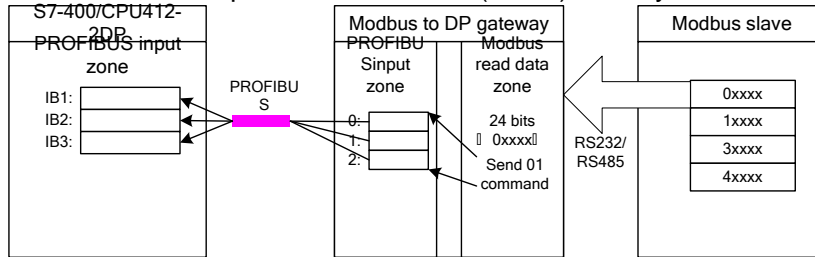 S7-400/CPU412-
2DP
PROFIBUS input
zone
IB1:
IB2:
IB3:
PROFIBU
S
Modbus to DP gateway
PROFIBU
Sinput
zone
0:
1:
2:
Modbus
read data
zone
24 bits
0xxxx
Send 01
command
RS232/
RS485
Modbus slave
0xxxx
1xxxx
3xxxx
4xxxx